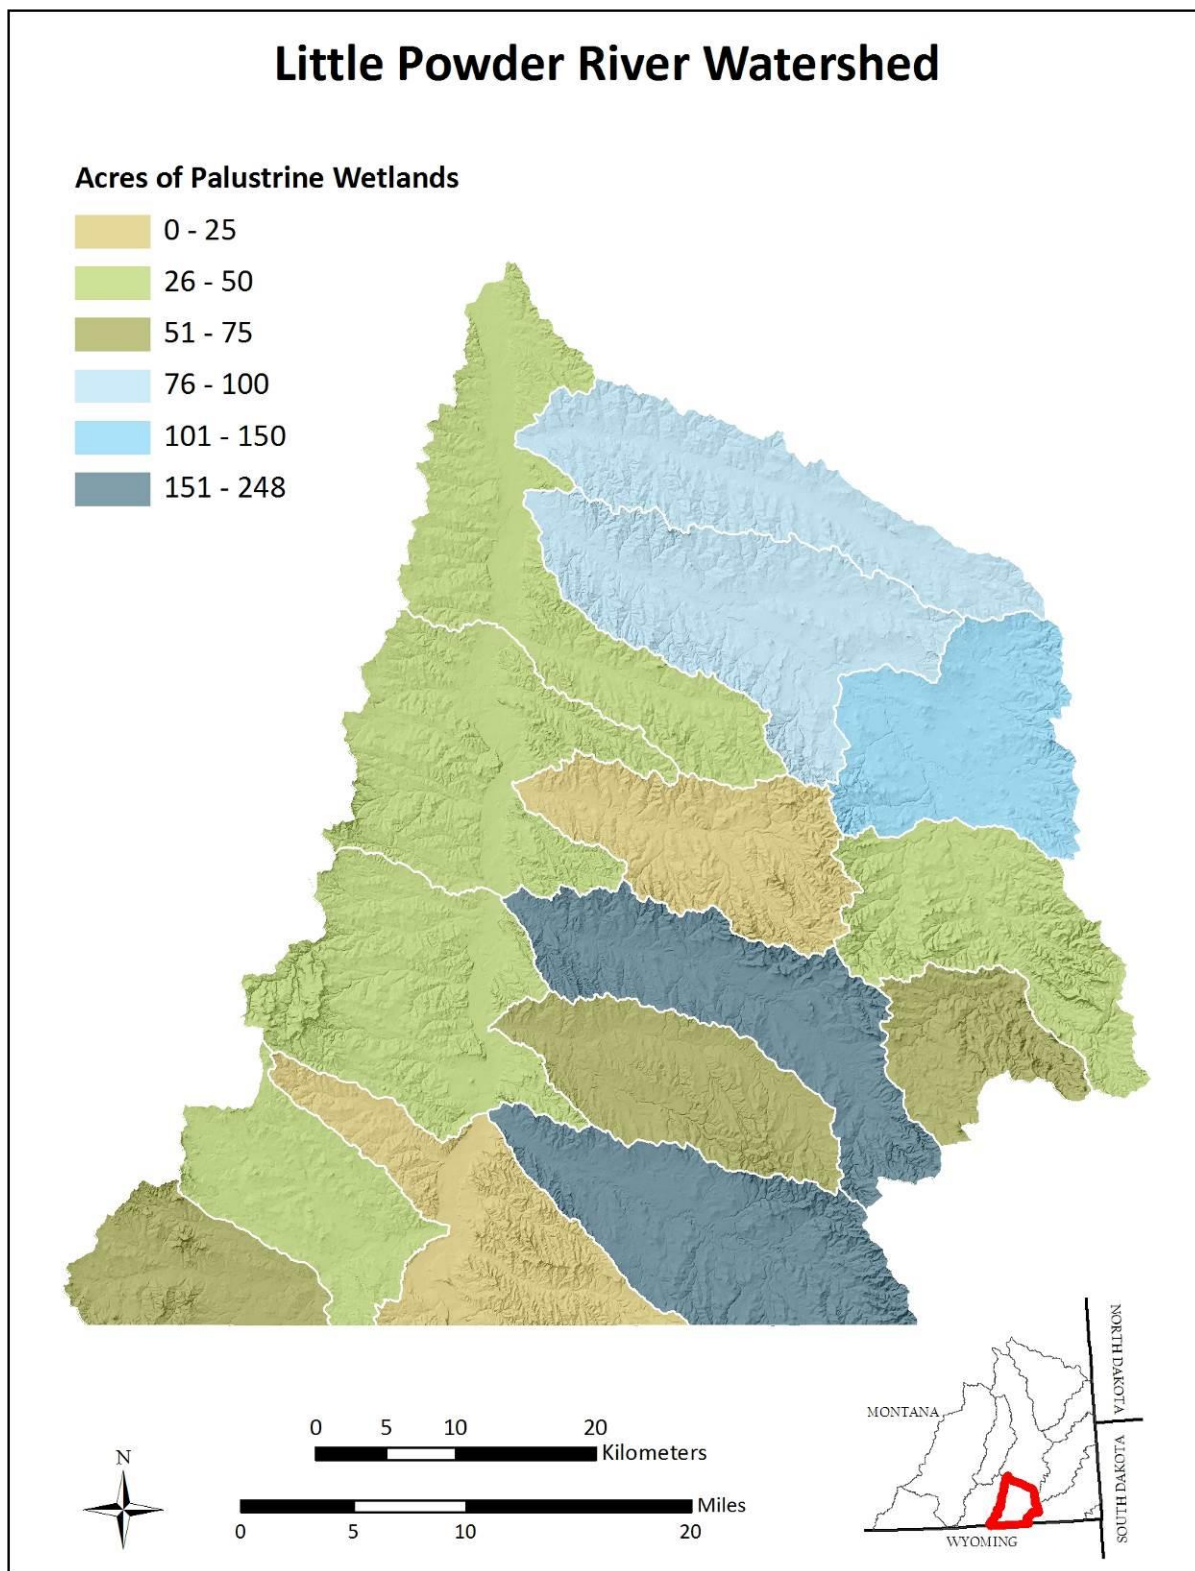 Little Powder River Watershed
Acres of Palustrine Wetlands
0 - 25
26 - 50
51 - 75
76 - 100
101 - 150
151 - 248
0 5 10 20
Kilometers
N
Miles
0 5 10 20
MONTANA
NORTH DAKOTA
SOUTH DAKOTA
WYOMING